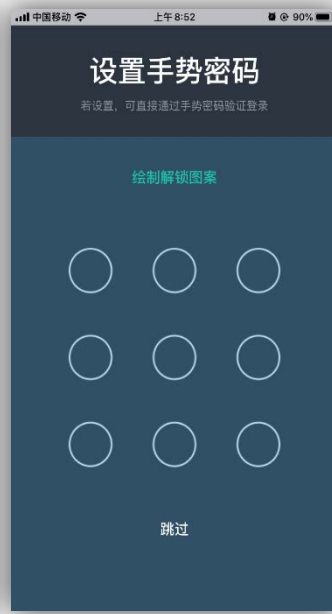 中国移动 上午8:52 90%
设置手势密码
若设置，可直接通过手势密码验证登录
绘制解锁图案
跳过